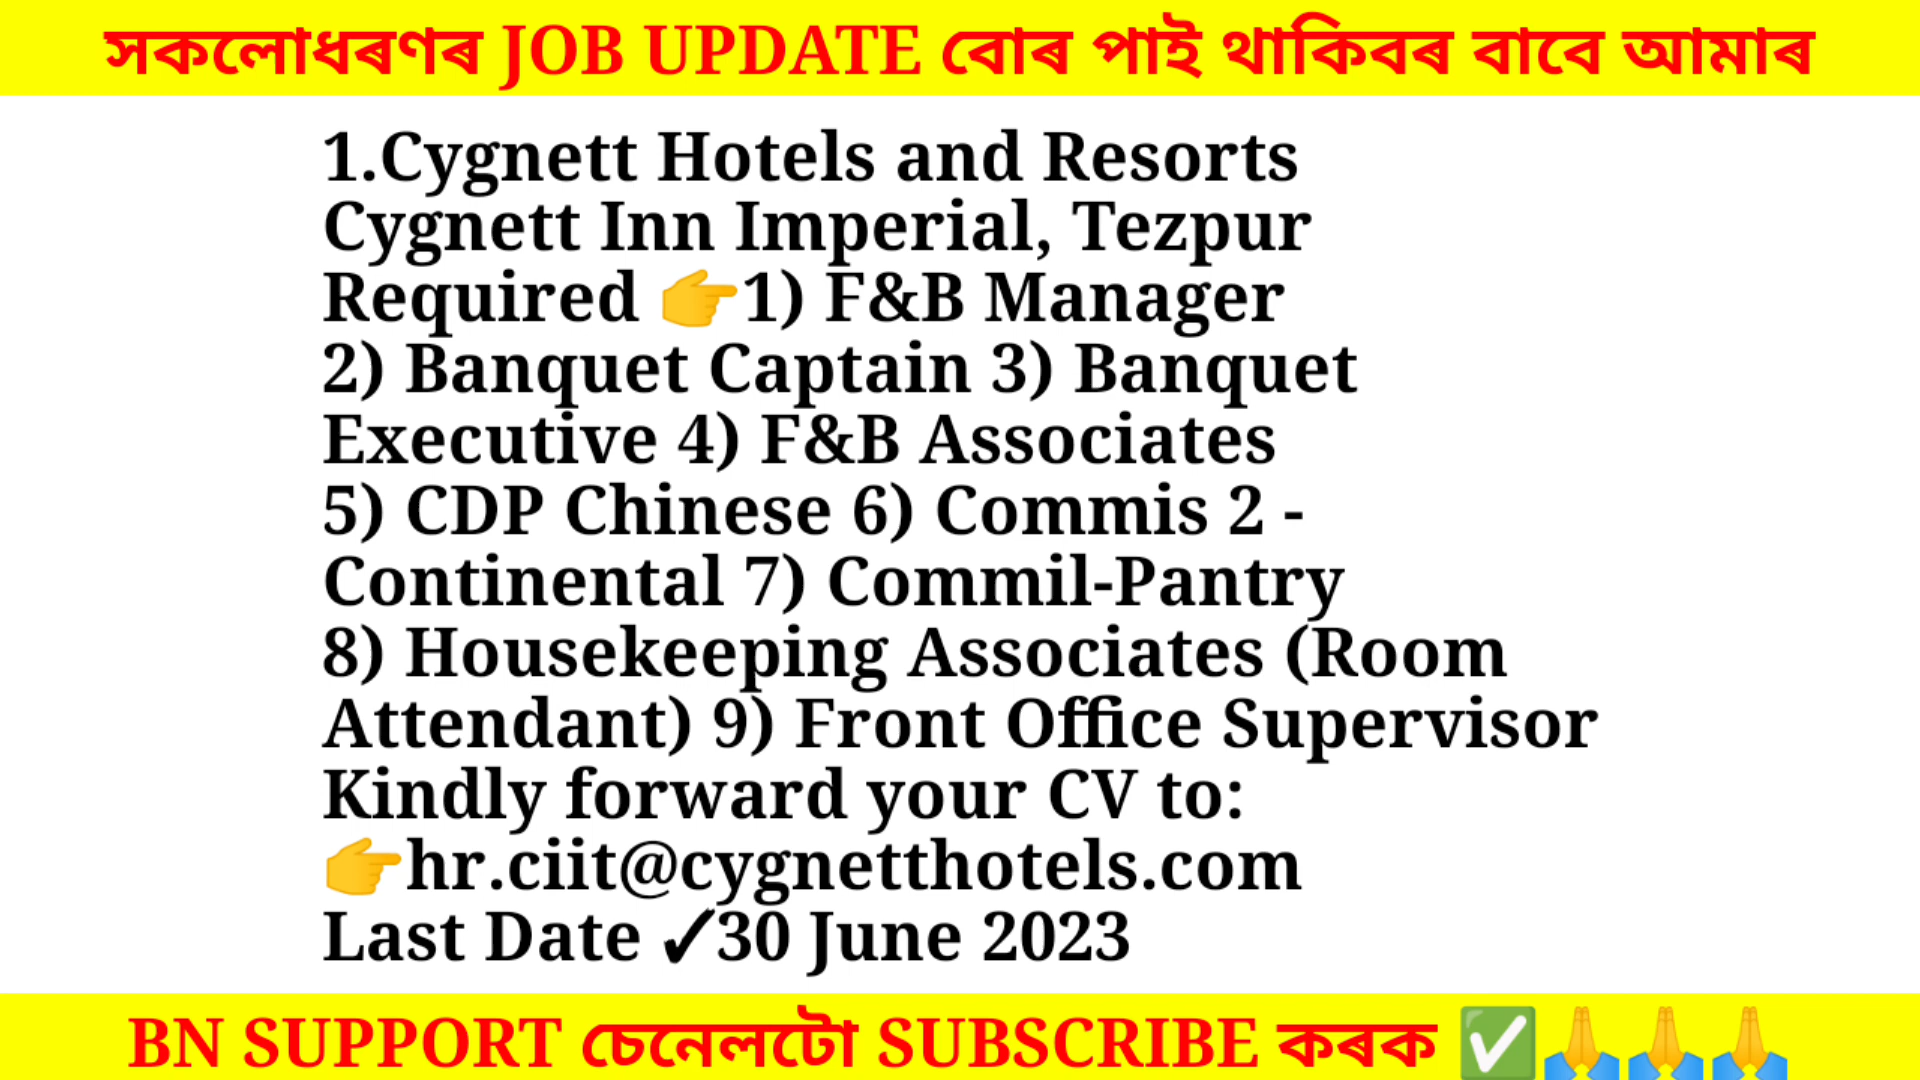 সকলোধৰণৰ JOB UPDATE বোৰ পাই থাকিবৰ বাবে আমাৰ
1.Cygnett Hotels and Resorts
Cygnett Inn Imperial, Tezpur
Required 👉1) F&B Manager
2) Banquet Captain 3) Banquet
Executive 4) F&B Associates
5) CDP Chinese 6) Commis 2 -
Continental 7) Commil-Pantry
8) Housekeeping Associates (Room
Attendant) 9) Front Office Supervisor
Kindly forward your CV to:
👉hr.ciit@cygnetthotels.com
Last Date ✓30 June 2023
BN SUPPORT চেনেলটো SUBSCRIBE কৰক ✅🙏🙏🙏